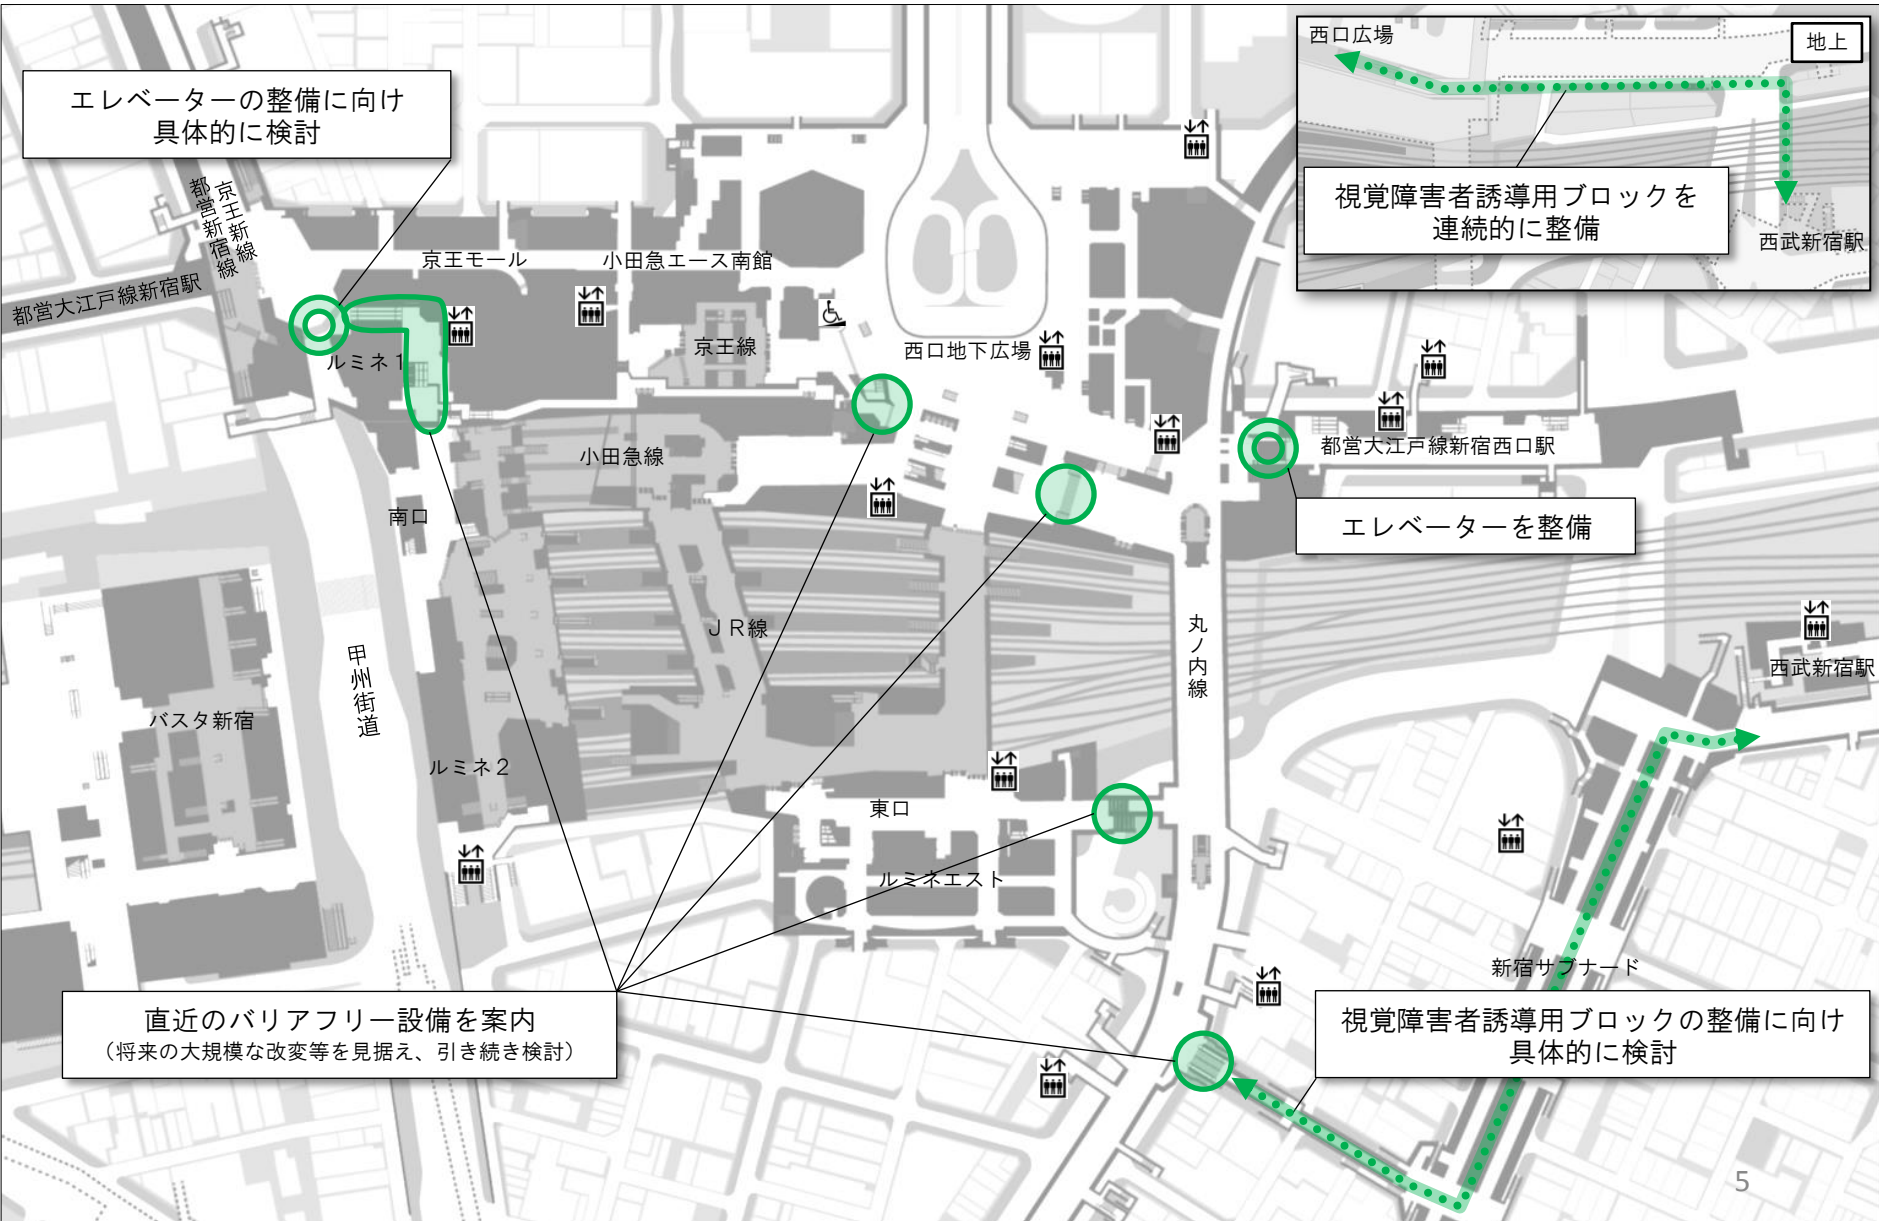 西口広場
地上
エレベーターの整備に向け
具体的に検討
視覚障害者誘導用ブロックを
連続的に整備
西武新宿駅
京王新線
都営新宿線
都営大江戸線新宿駅
京王モール
小田急エース南館
ルミネ1
京王線
西口地下広場
小田急線
都営大江戸線新宿西口駅
南口
エレベーターを整備
JR線
丸ノ内線
甲州街道
西武新宿駅
バスタ新宿
ルミネ2
東口
ルミネエスト
新宿サブナード
直近のバリアフリー設備を案内
(将来の大規模な改変等を見据え、引き続き検討)
視覚障害者誘導用ブロックの整備に向け
具体的に検討
5